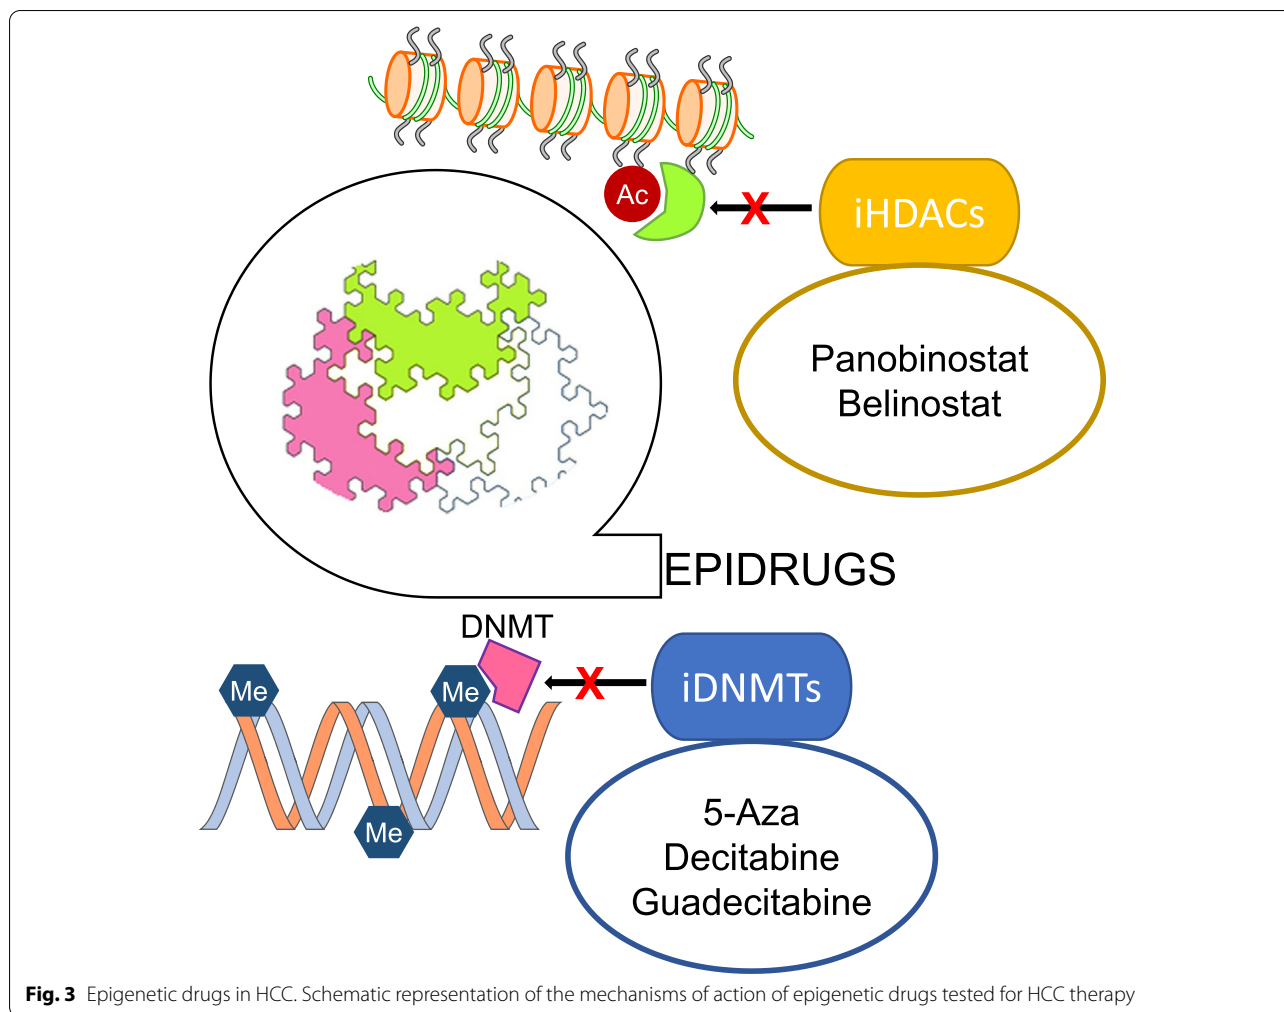 Ac
X
iHDACs
Panobinostat
Belinostat
EPIDRUGS
DNMT
Me
Me
X
iDNMTs
Me
5-Aza
Decitabine
Guadecitabine
Fig. 3 Epigenetic drugs in HCC. Schematic representation of the mechanisms of action of epigenetic drugs tested for HCC therapy